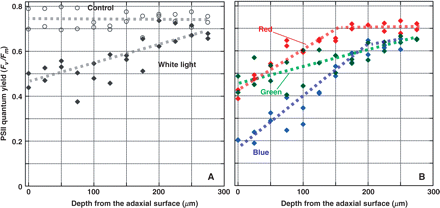 0.8
0.6
0.4
0.2
0
PSII quantum yield (Fv/Fm)
Control
White light
A
0
100
200
300
Depth from the adaxial surface (μm)
Red
Green
Blue
B
0
100
200
300
Depth from the adaxial surface (μm)